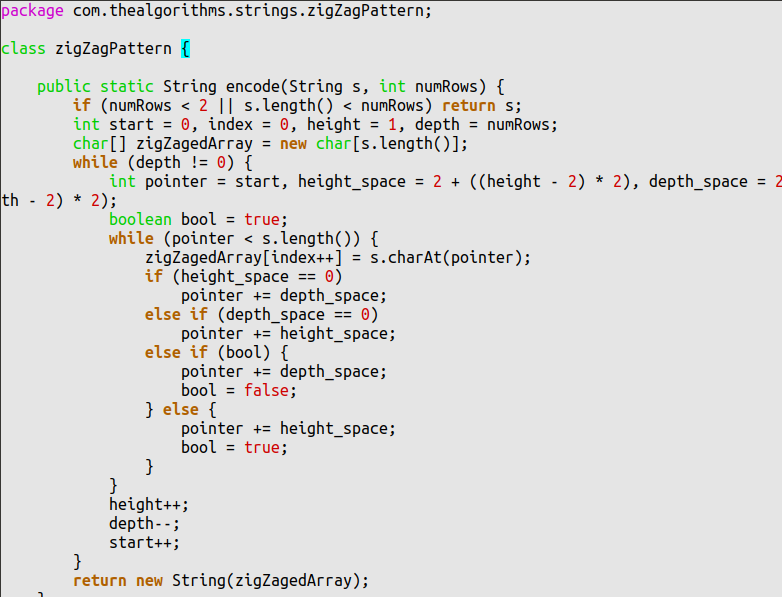 package com.thealgorithms.strings.zigZagPattern;

class zigZagPattern {

    public static String encode(String s, int numRows) {
        if (numRows < 2 || s.length() < numRows) return s;
        int start = 0, index = 0, height = 1, depth = numRows;
        char[] zigZagedArray = new char[s.length()];
        while (depth != 0) {
            int pointer = start, height_space = 2 + ((height - 2) * 2), depth_space = 2
th - 2) * 2);
            boolean bool = true;
            while (pointer < s.length()) {
                zigZagedArray[index++] = s.charAt(pointer);
                if (height_space == 0)
                    pointer += depth_space;
                else if (depth_space == 0)
                    pointer += height_space;
                else if (bool) {
                    pointer += depth_space;
                    bool = false;
                } else {
                    pointer += height_space;
                    bool = true;
                }
            }
            height++;
            depth--;
            start++;
        }
        return new String(zigZagedArray);